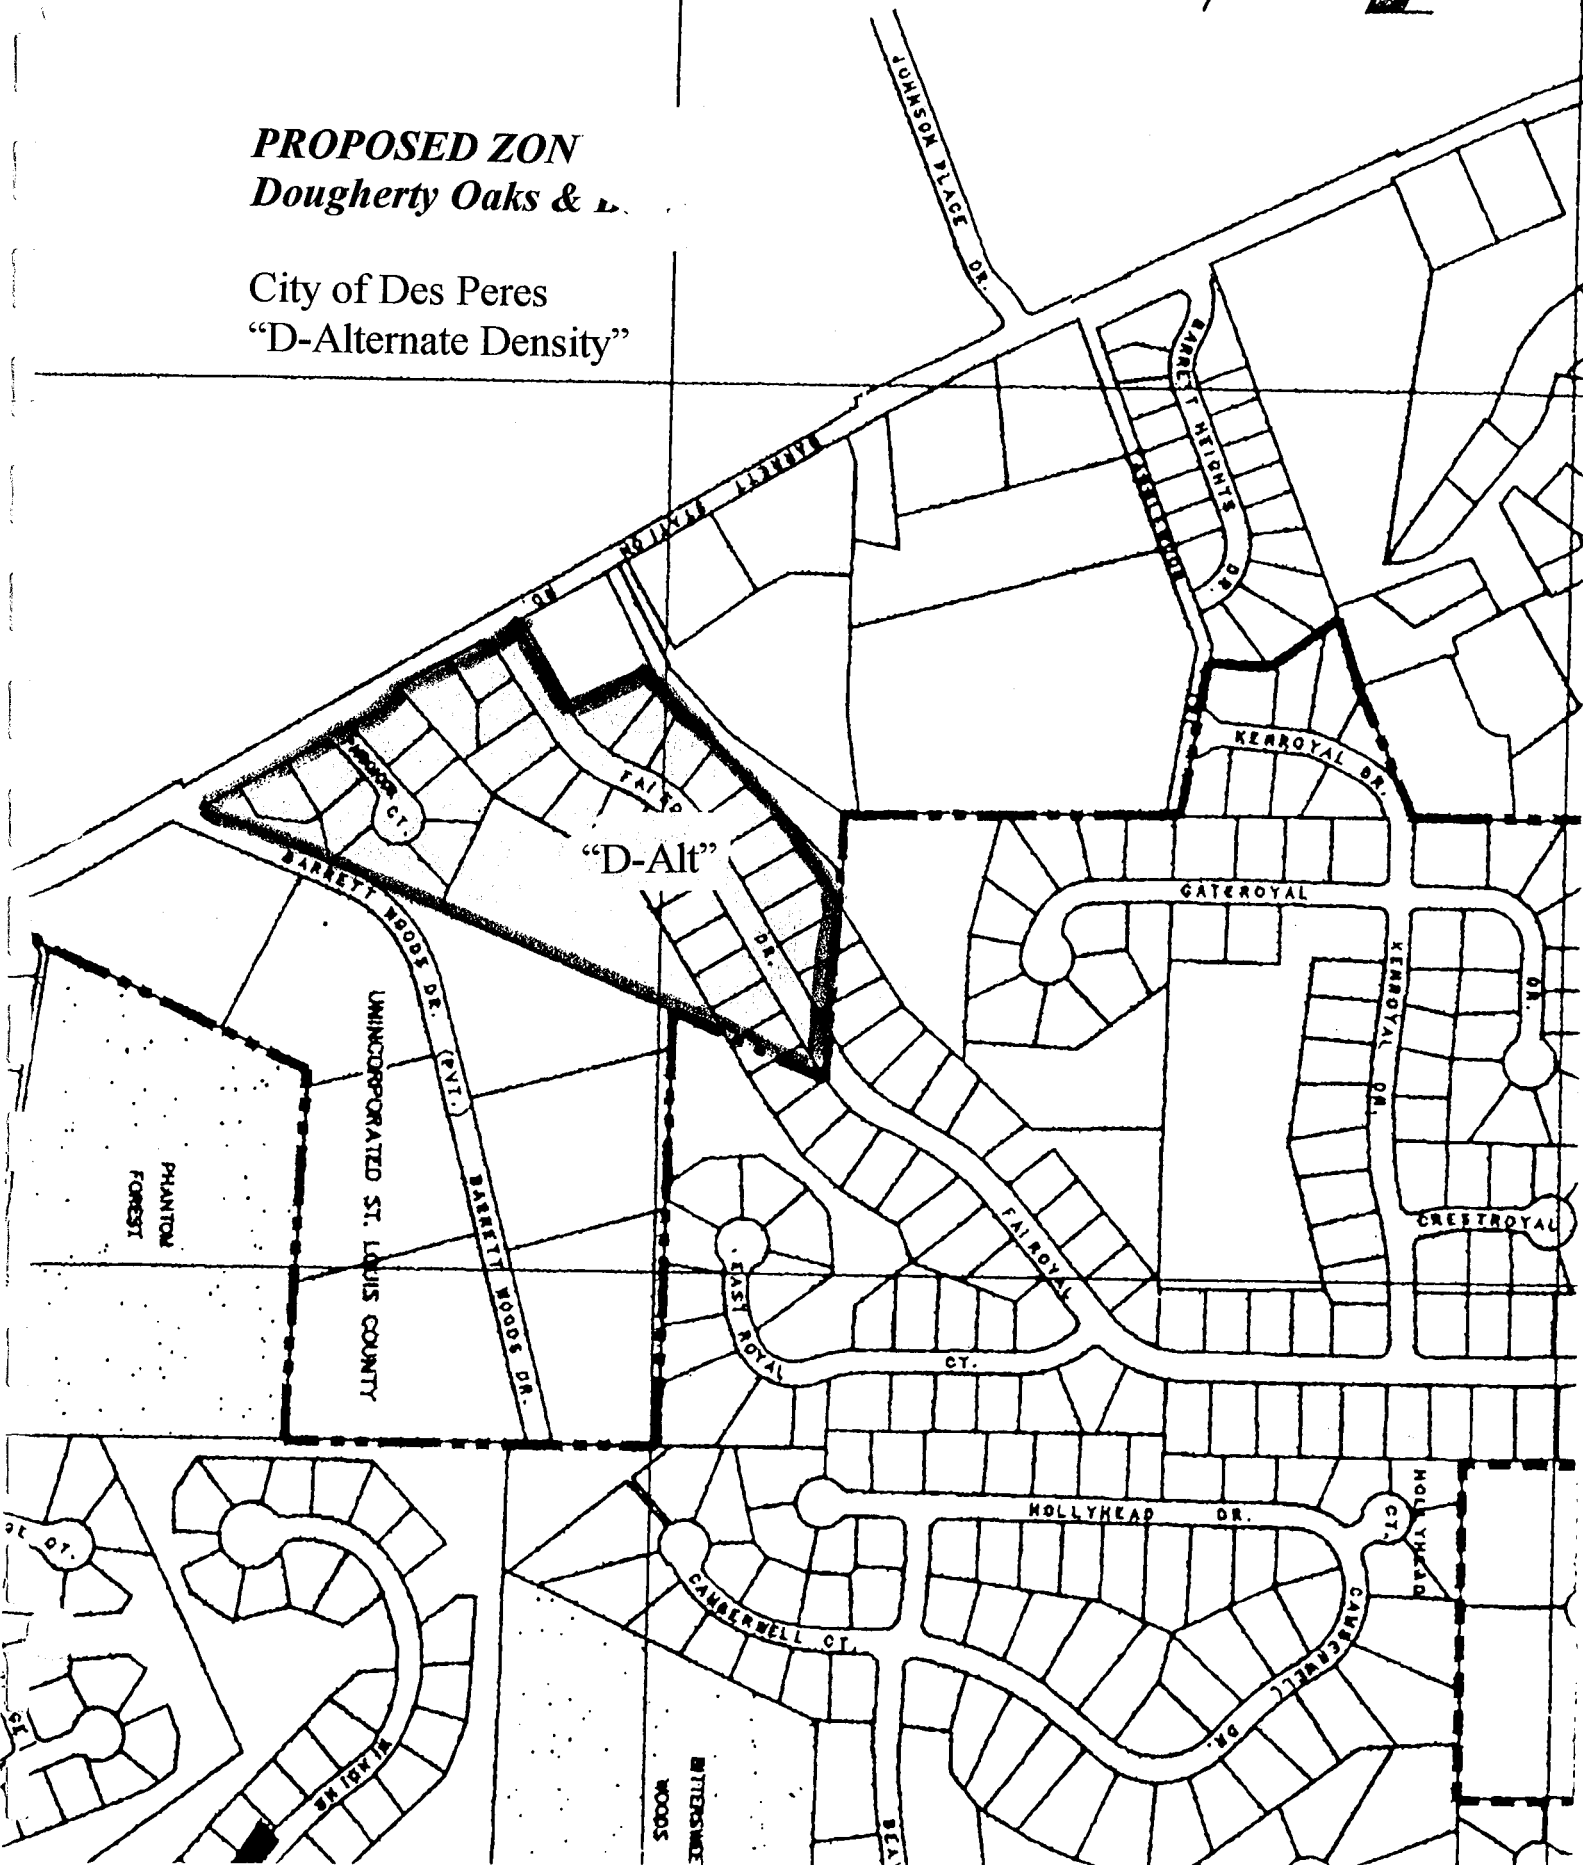 PROPOSED ZON
Dougherty Oaks &
City of Des Peres
“D-Alternate Density”
JOHNSON PLACE DR.
BARRETT HEIGHTS DR.
BARRETT STATION RD.
KENROYAL DR.
CT.
“D-Alt”
DR.
BARRETT WOODS DR. (PVT.)
GATEROYAL DR.
KENROYAL DR.
UNINCORPORATED ST. LOUIS COUNTY
PHANTOM
FOREST
BARRETT WOODS DR.
FAIROYAL
CRESTROYAL
EAST ROYAL CT.
HOLLYHEAD DR.
HOLLYHEAD CT.
CT.
CAMBERWELL CT.
CAMBERWELL DR.
WOODS